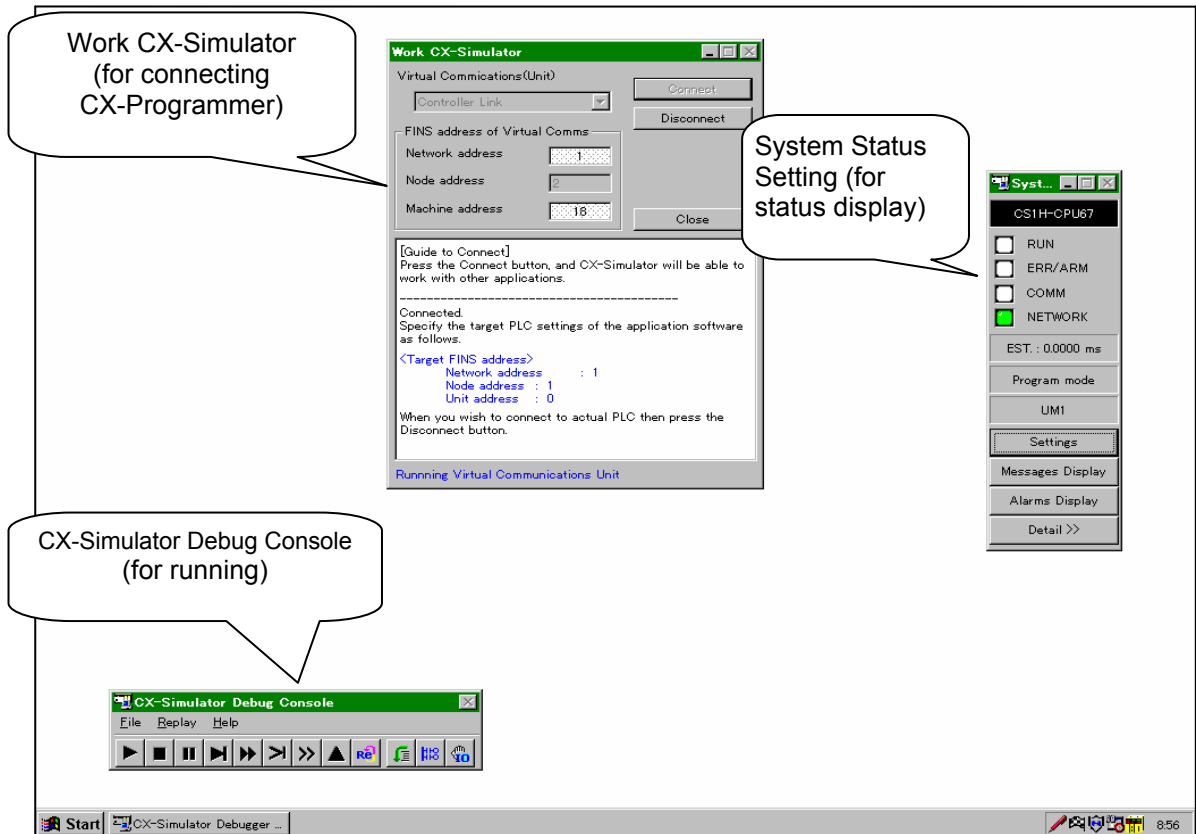 Work CX-Simulator
(for connecting
CX-Programmer)
Work CX-Simulator
Virtual Commications(Unit)
Controller Link
Connect
Disconnect
FINS address of Virtual Comms
Network address 1
Node address 2
Machine address 16
Close
[Guide to Connect]
Press the Connect button, and CX-Simulator will be able to
work with other applications.
-----------------------------------------
Connected.
Specify the target PLC settings of the application software
as follows.
<Target FINS address>
Network address : 1
Node address : 1
Unit address : 0
When you wish to connect to actual PLC then press the
Disconnect button.
Runnning Virtual Communications Unit
System Status
Setting (for
status display)
Syst...
CS1H-CPU67
RUN
ERR/ARM
COMM
NETWORK
EST. : 0.0000 ms
Program mode
UM1
Settings
Messages Display
Alarms Display
Detail >>
CX-Simulator Debug Console
(for running)
CX-Simulator Debug Console
File Replay Help
Re
IO
Start
CX-Simulator Debugger ...
8:56